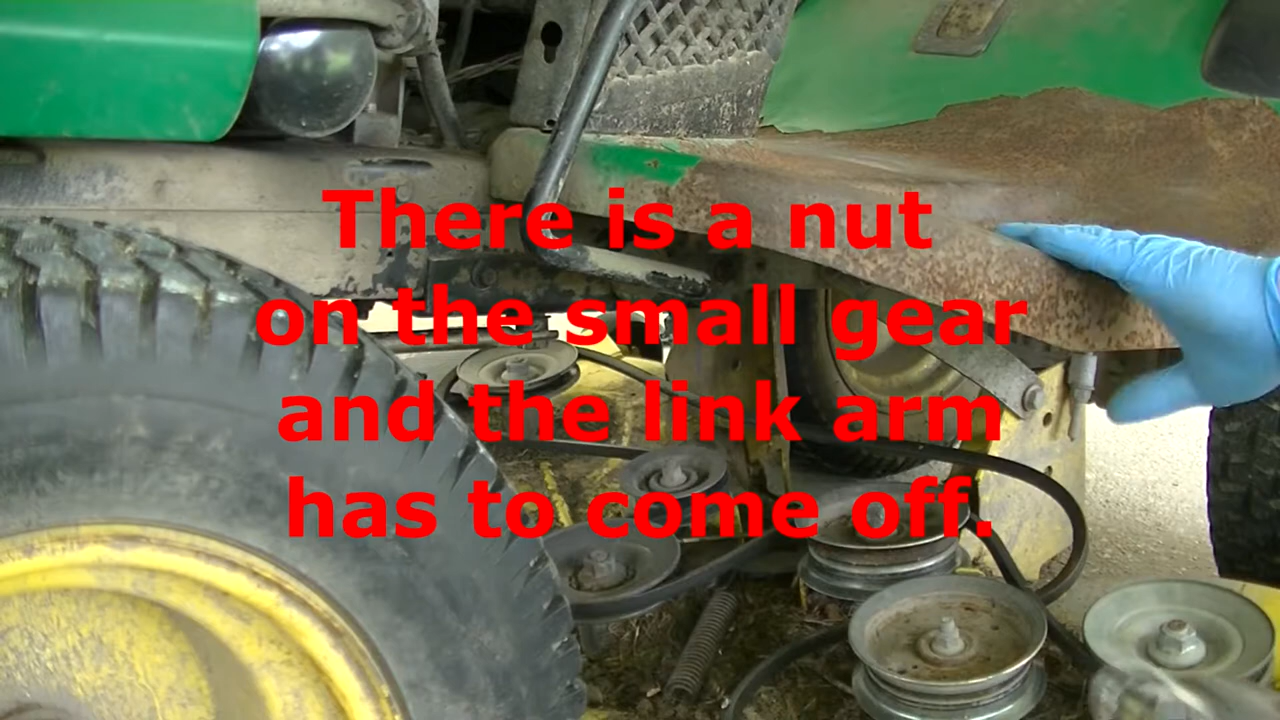 There is a nut
on the small gear
and the link arm
has to come off.